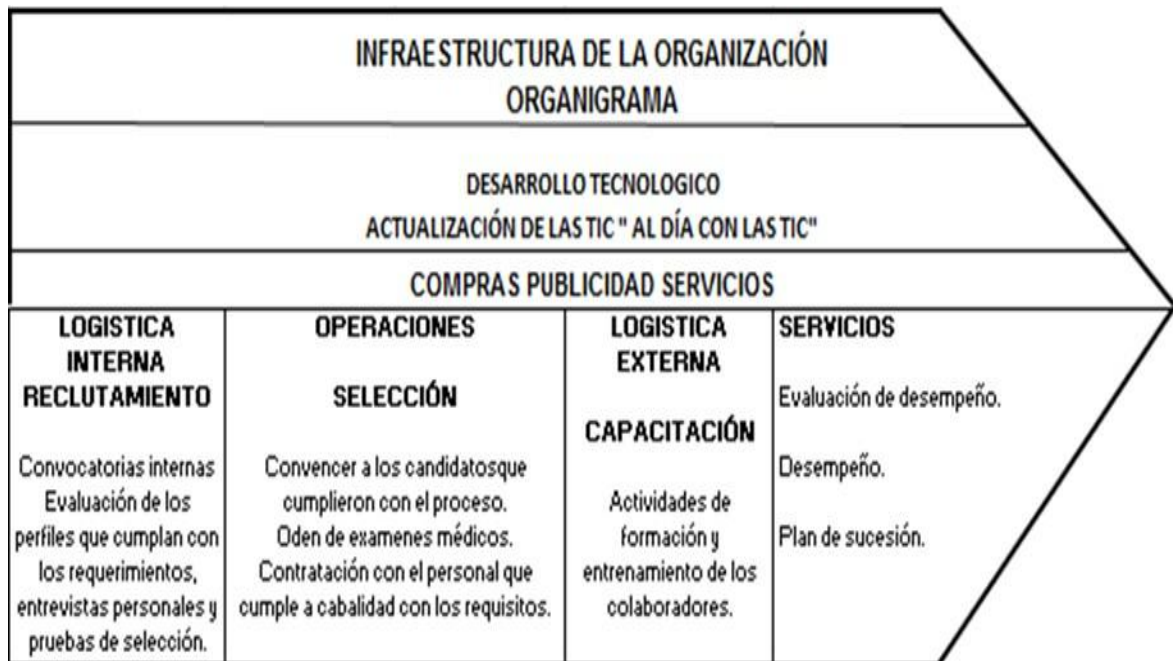 INFRAESTRUCTURA DE LA ORGANIZACIÓN
ORGANIGRAMA
DESARROLLO TECNOLOGICO
ACTUALIZACIÓN DE LAS TIC " AL DÍA CON LAS TIC"
COMPRAS PUBLICIDAD SERVICIOS
LOGISTICA
INTERNA
RECLUTAMIENTO
Convocatorias internas
Evaluación de los
perfiles que cumplan con
los requerimientos,
entrevistas personales y
pruebas de selección.
OPERACIONES
SELECCIÓN
Convencer a los candidatosque
cumplieron con el proceso.
Oden de examenes médicos.
Contratación con el personal que
cumple a cabalidad con los requisitos.
LOGISTICA
EXTERNA
CAPACITACIÓN
Actividades de
formación y
entrenamiento de los
colaboradores.
SERVICIOS
Evaluación de desempeño.
Desempeño.
Plan de sucesión.